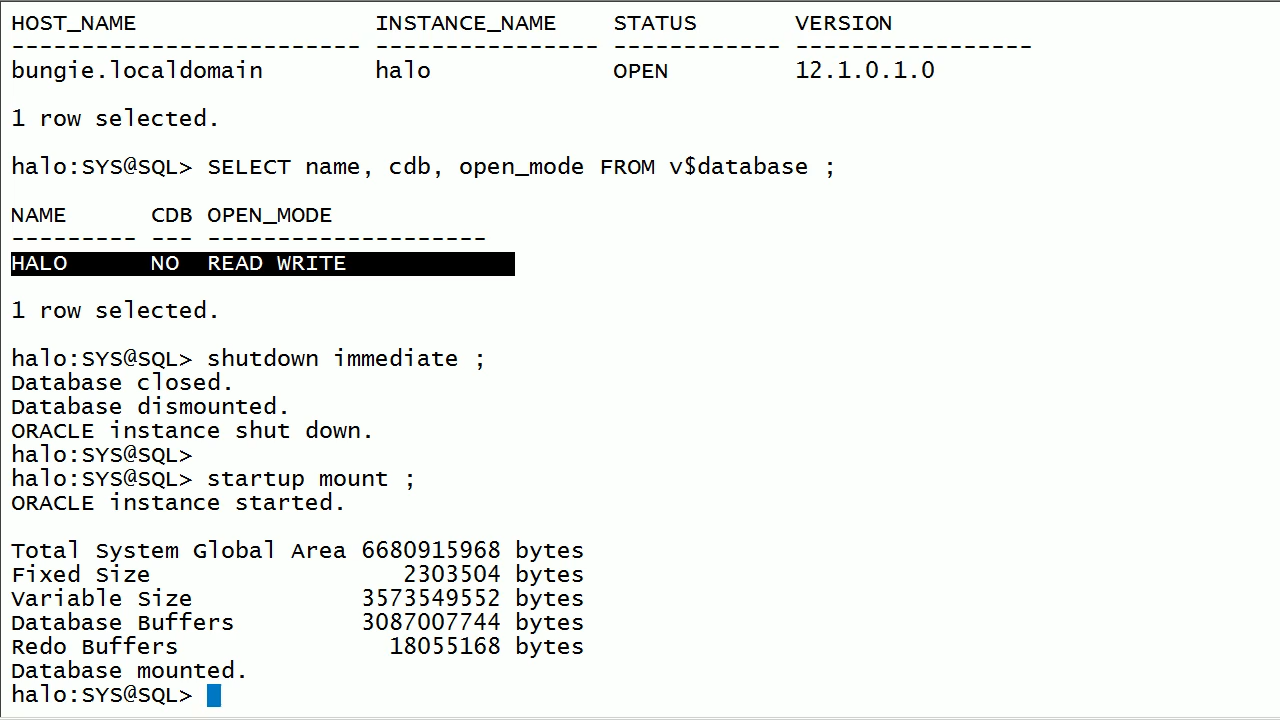 HOST_NAME                 INSTANCE_NAME    STATUS       VERSION
------------------------- ---------------- ------------ -----------------
bungie.localdomain        halo             OPEN         12.1.0.1.0
1 row selected.
halo:SYS@SQL> SELECT name, cdb, open_mode FROM v$database ;
NAME      CDB OPEN_MODE
--------- --- --------------------
HALO      NO  READ WRITE
1 row selected.
halo:SYS@SQL> shutdown immediate ;
Database closed.
Database dismounted.
ORACLE instance shut down.
halo:SYS@SQL>
halo:SYS@SQL> startup mount ;
ORACLE instance started.
Total System Global Area 6680915968 bytes
Fixed Size                  2303504 bytes
Variable Size            3573549552 bytes
Database Buffers         3087007744 bytes
Redo Buffers               18055168 bytes
Database mounted.
halo:SYS@SQL>